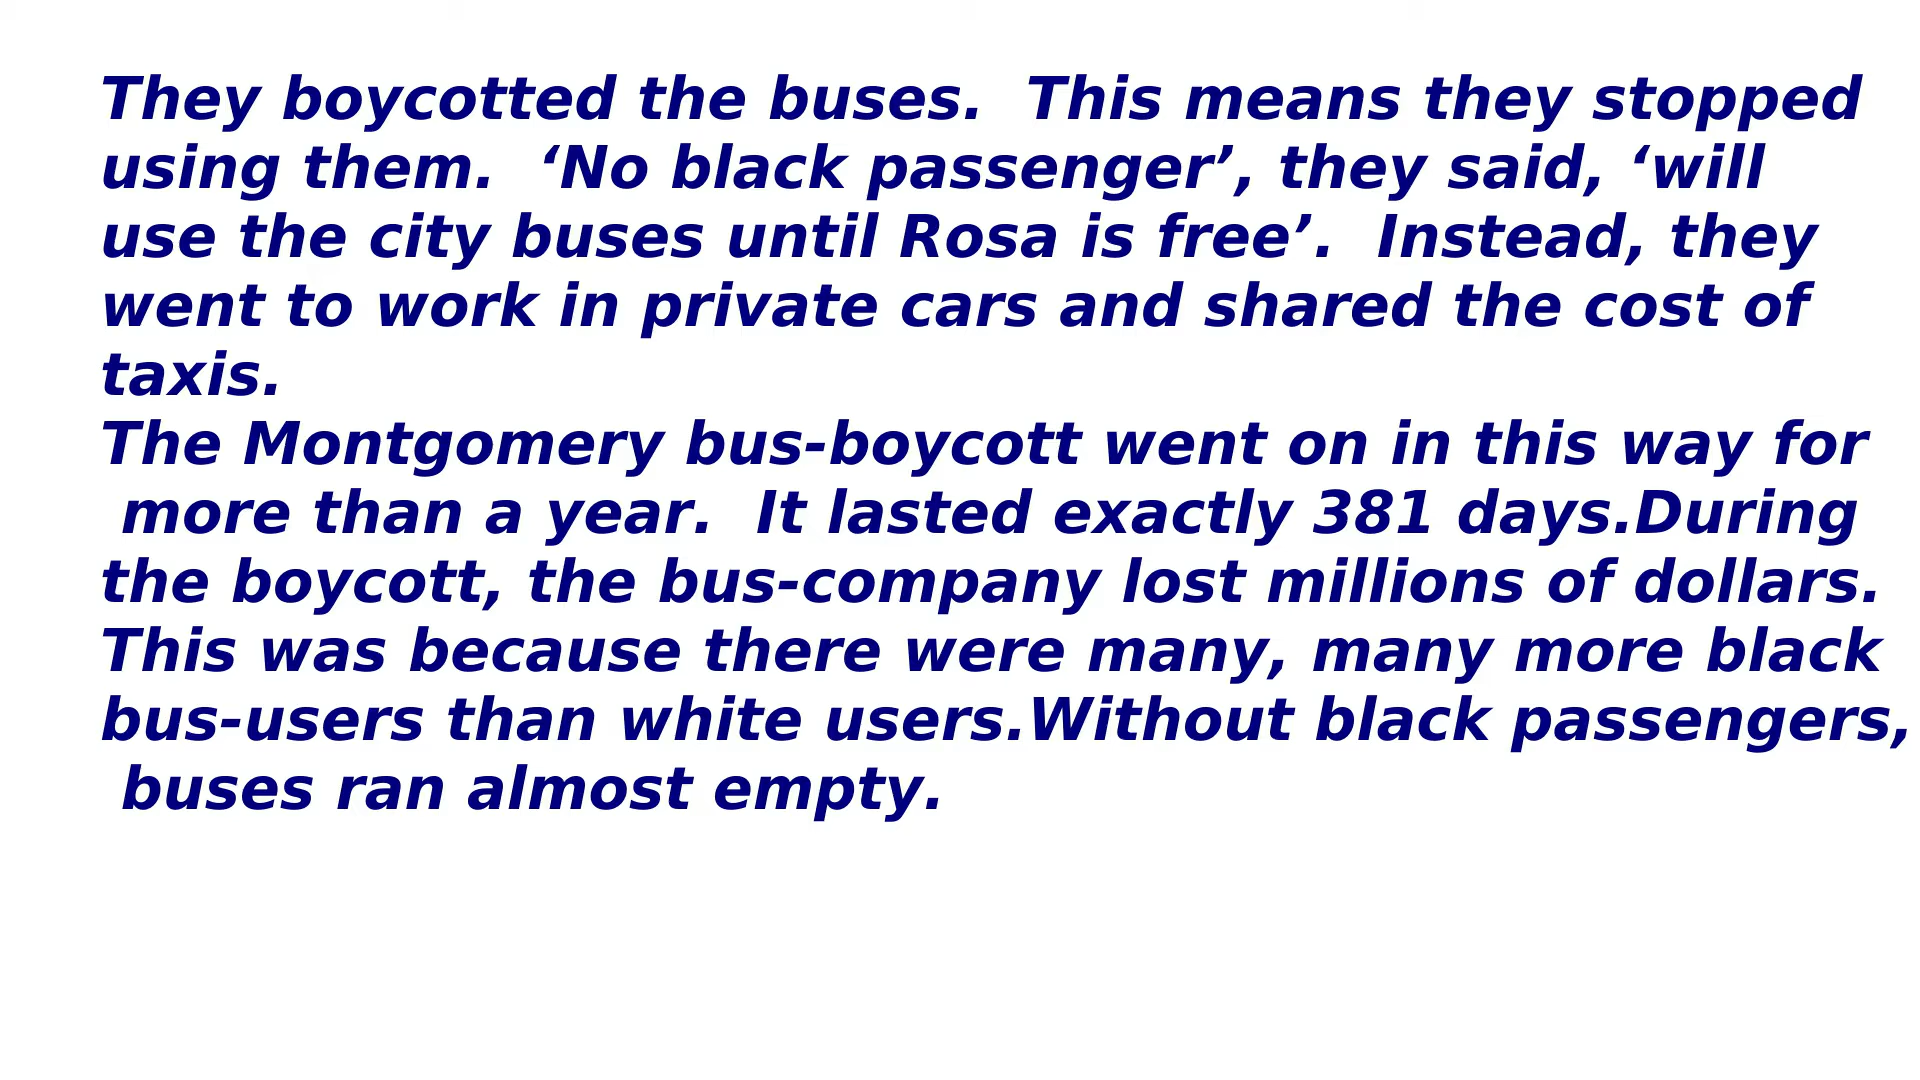 They boycotted the buses.  This means they stopped
using them.  ‘No black passenger’, they said, ‘will
use the city buses until Rosa is free’.  Instead, they
went to work in private cars and shared the cost of
taxis.
The Montgomery bus-boycott went on in this way for
more than a year.  It lasted exactly 381 days.During
the boycott, the bus-company lost millions of dollars.
This was because there were many, many more black
bus-users than white users.Without black passengers,
buses ran almost empty.